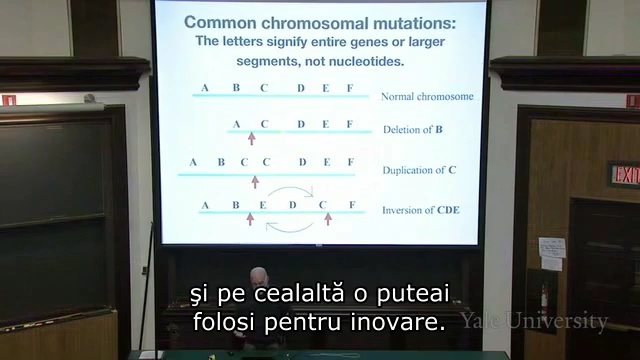 Common chromosomal mutations:
The letters signify entire genes or larger
segments, not nucleotides.
A B C D E F
Normal chromosome
A C D E F
Deletion of B
A B C C D E F
Duplication of C
A B E D C F
Inversion of CDE
EXIT
și pe cealaltă o puteai
folosi pentru inovare.
Yale University